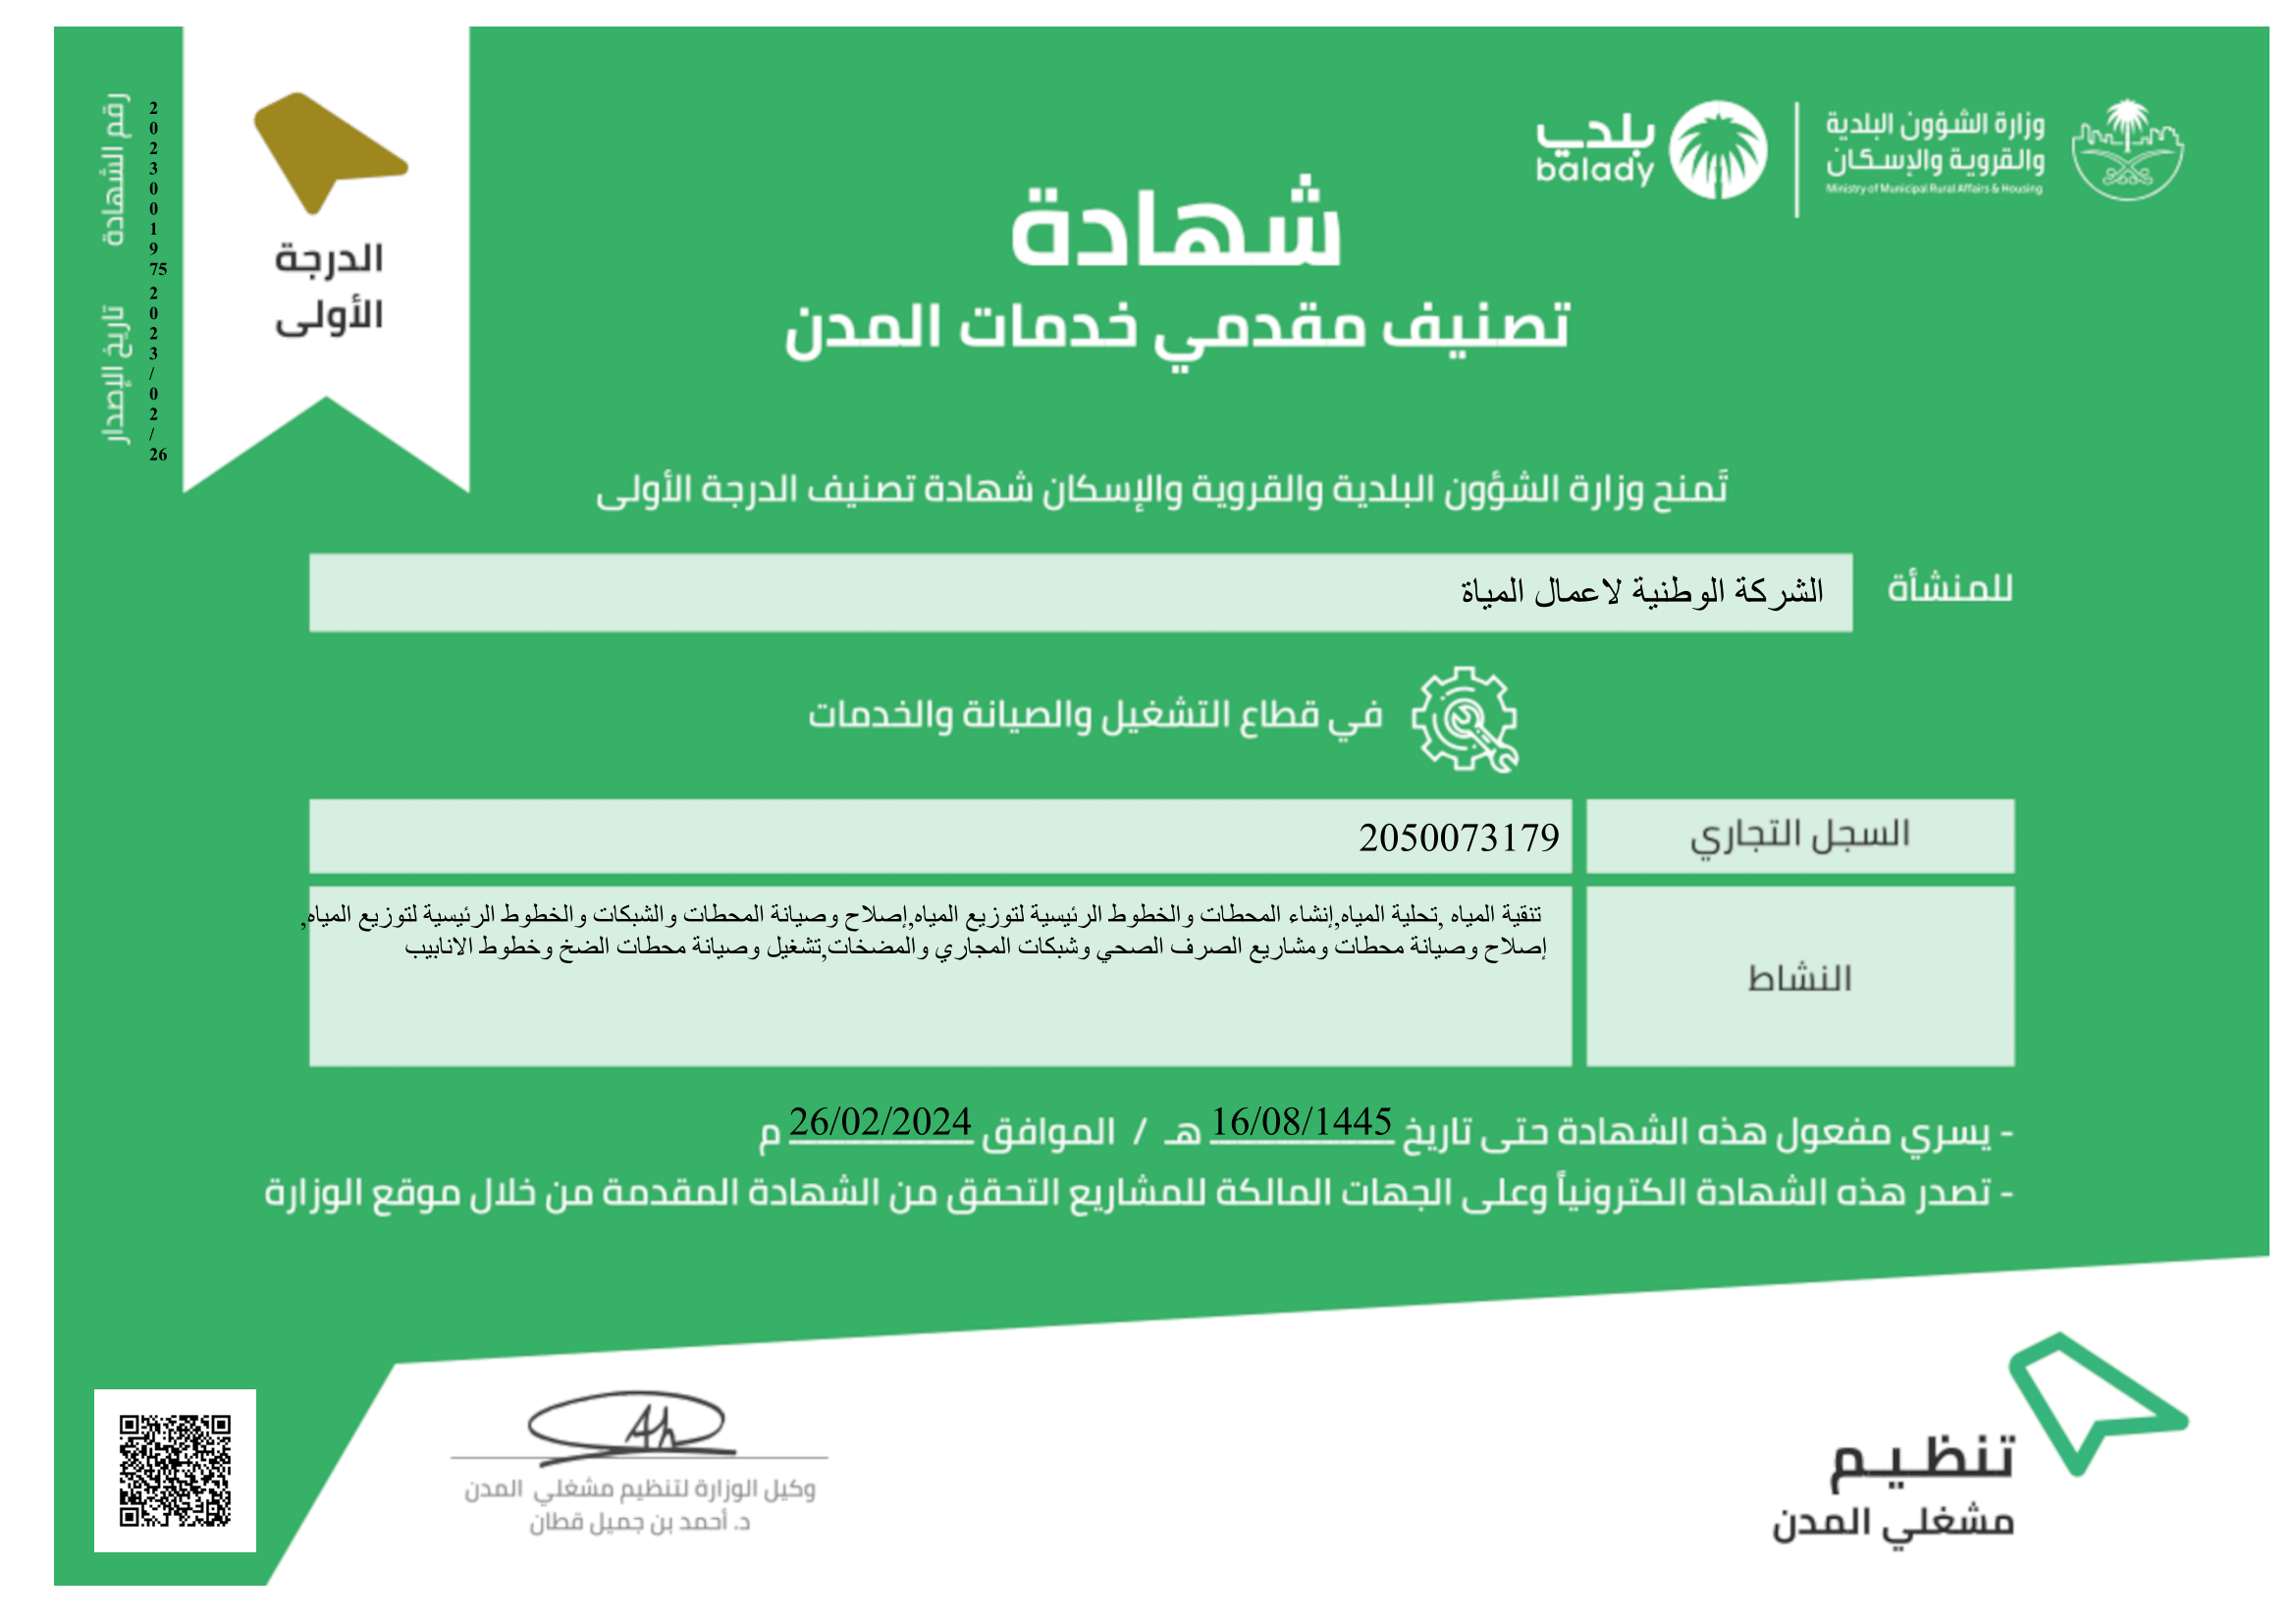 وزارة الشؤون البلدية
والقروية والإسكان
Ministry of Municipal Rural Affairs & Housing
بلدي
balady
شهادة
تصنيف مقدمي خدمات المدن
الدرجة
الأولى
رقم الشهادة
20230001975
تاريخ الإصدار
2023/02/26
تَمنح وزارة الشؤون البلدية والقروية والإسكان شهادة تصنيف الدرجة الأولى
للمنشأة
الشركة الوطنية لاعمال المياة
في قطاع التشغيل والصيانة والخدمات
السجل التجاري
2050073179
النشاط
تنقية المياه ,تحلية المياه,إنشاء المحطات والخطوط الرئيسية لتوزيع المياه,إصلاح وصيانة المحطات والشبكات والخطوط الرئيسية لتوزيع المياه,
إصلاح وصيانة محطات ومشاريع الصرف الصحي وشبكات المجاري والمضخات,تشغيل وصيانة محطات الضخ وخطوط الانابيب
- يسري مفعول هذه الشهادة حتى تاريخ 16/08/1445 هـ / الموافق 26/02/2024 م
- تصدر هذه الشهادة الكترونياً وعلى الجهات المالكة للمشاريع التحقق من الشهادة المقدمة من خلال موقع الوزارة
وكيل الوزارة لتنظيم مشغلي المدن
د. أحمد بن جميل قطان
تنظيم
مشغلي المدن